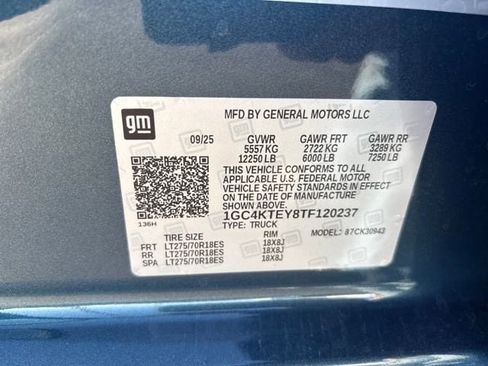 gm
MFD BY GENERAL MOTORS LLC
09/25 GVWR GAWR FRT GAWR RR
5557 KG 2722 KG 3289 KG
12250 LB 6000 LB 7250 LB
THIS VEHICLE CONFORMS TO ALL
APPLICABLE U.S. FEDERAL MOTOR
VEHICLE SAFETY STANDARDS IN EFFECT
ON THE DATE OF MANUFACTURE
SHOWN ABOVE.
1GC4KTEY8TF120237
136H TYPE: TRUCK MODEL: 87CK30943
TIRE SIZE RIM
FRT LT275/70R18ES 18X8J
RR LT275/70R18ES 18X8J
SPA LT275/70R18ES 18X8J